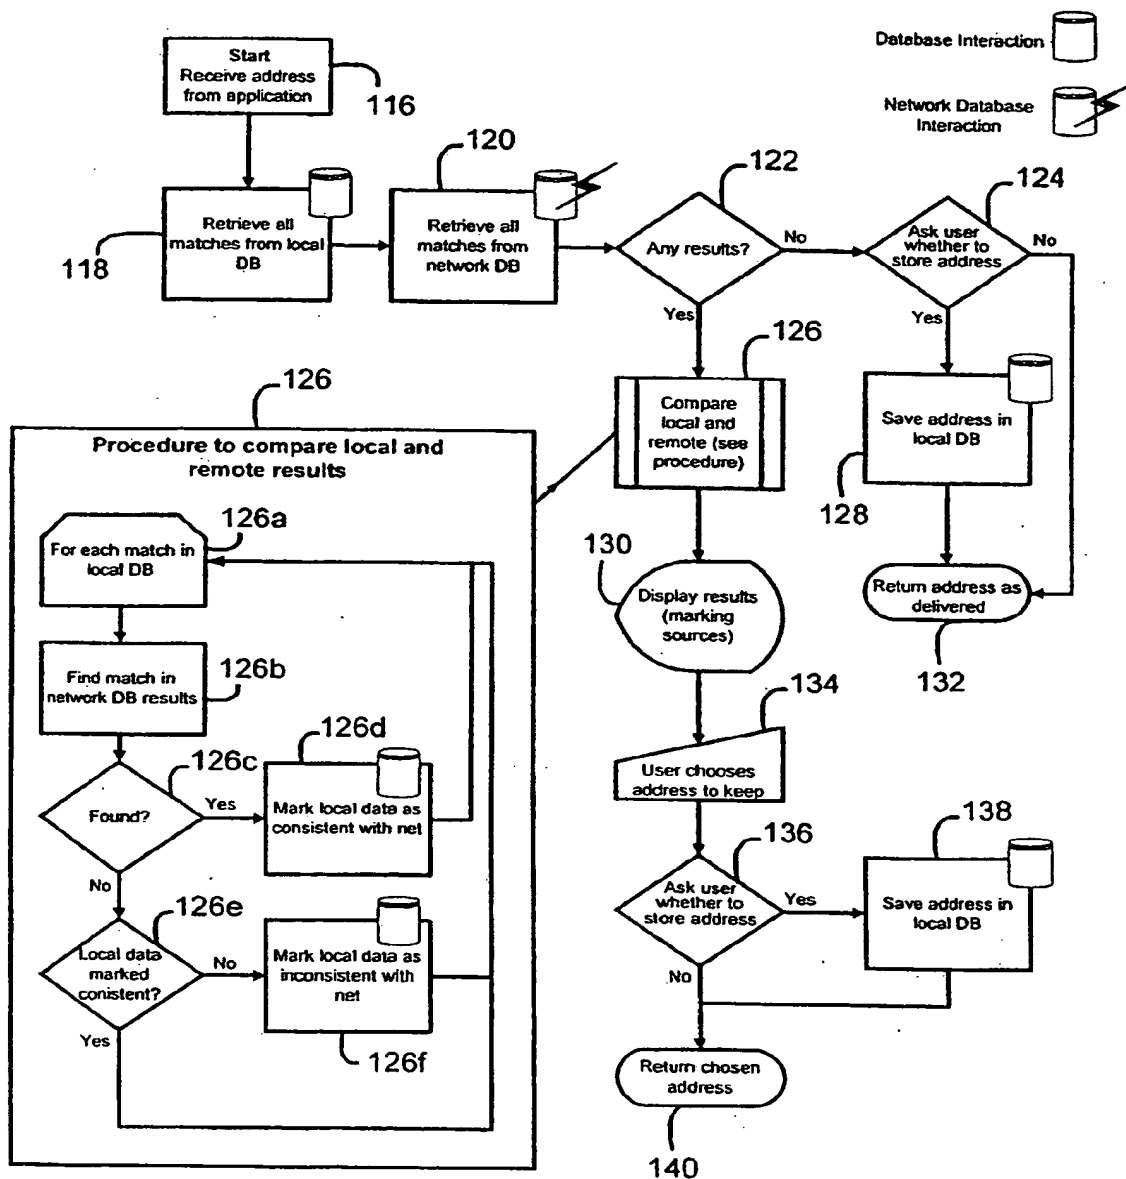 Database Interaction
Network Database
Interaction
Start
Receive address
from application
116
118
Retrieve all
matches from local
DB
120
Retrieve all
matches from
network DB
122
Any results?
No
Yes
124
Ask user
whether to
store address
No
Yes
126
Compare
local and
remote (see
procedure)
128
Save address in
local DB
130
Display results
(marking
sources)
Return address as
delivered
132
134
User chooses
address to keep
136
Ask user
whether to
store address
Yes
No
138
Save address in
local DB
Return chosen
address
140
126
Procedure to compare local and
remote results
126a
For each match in
local DB
126b
Find match in
network DB results
126c
Found?
Yes
No
126d
Mark local data as
consistent with net
126e
Local data
marked
conistent?
No
Yes
Mark local data as
inconsistent with
net
126f